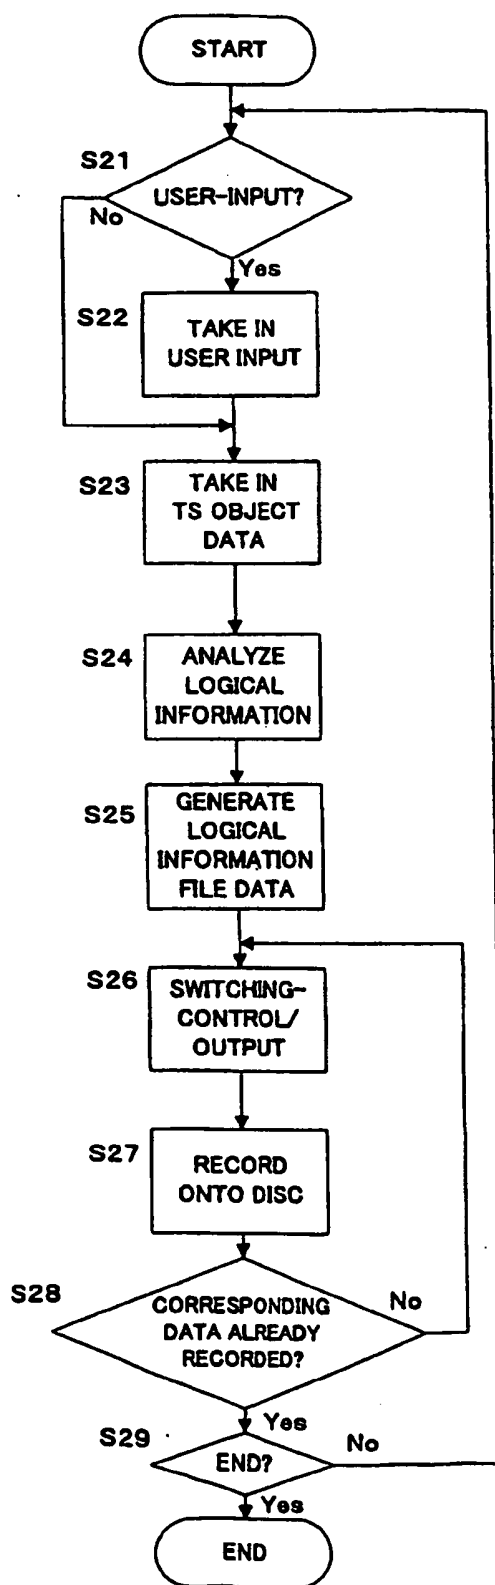 START
S21
USER-INPUT?
No
Yes
S22
TAKE IN
USER INPUT
S23
TAKE IN
TS OBJECT
DATA
S24
ANALYZE
LOGICAL
INFORMATION
S25
GENERATE
LOGICAL
INFORMATION
FILE DATA
S26
SWITCHING-
CONTROL/
OUTPUT
S27
RECORD
ONTO DISC
S28
CORRESPONDING
DATA ALREADY
RECORDED?
No
Yes
S29
END?
No
Yes
END